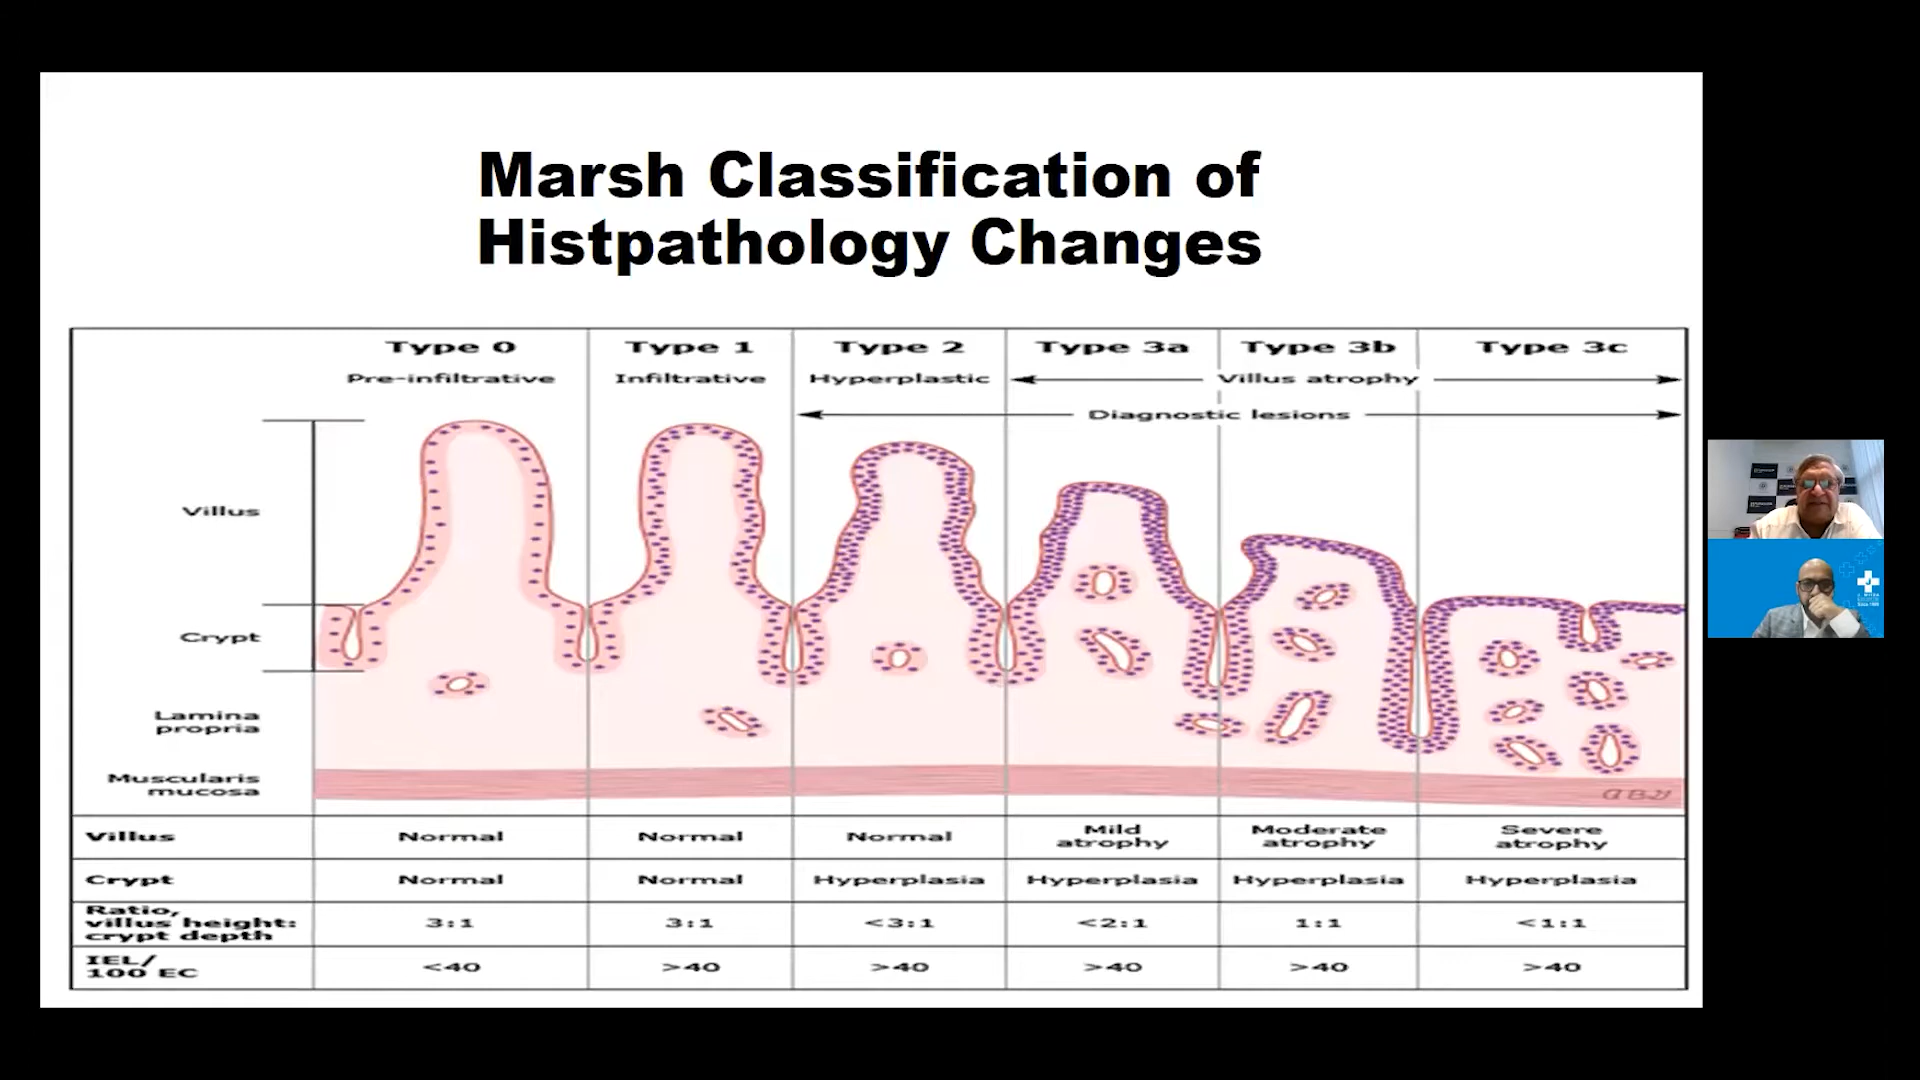 Marsh Classification of
Histpathology Changes
Type 0 Type 1 Type 2 Type 3a Type 3b Type 3c
Pre-infiltrative Infiltrative Hyperplastic Villus atrophy
Diagnostic lesions
Villus
Crypt
Lamina
propria
Muscularis
mucosa
Villus Normal Normal Normal Mild atrophy Moderate atrophy Severe atrophy
Crypt Normal Normal Hyperplasia Hyperplasia Hyperplasia Hyperplasia
Ratio, villus height: crypt depth 3:1 3:1 <3:1 <2:1 1:1 <1:1
IEL/ 100 EC <40 >40 >40 >40 >40 >40